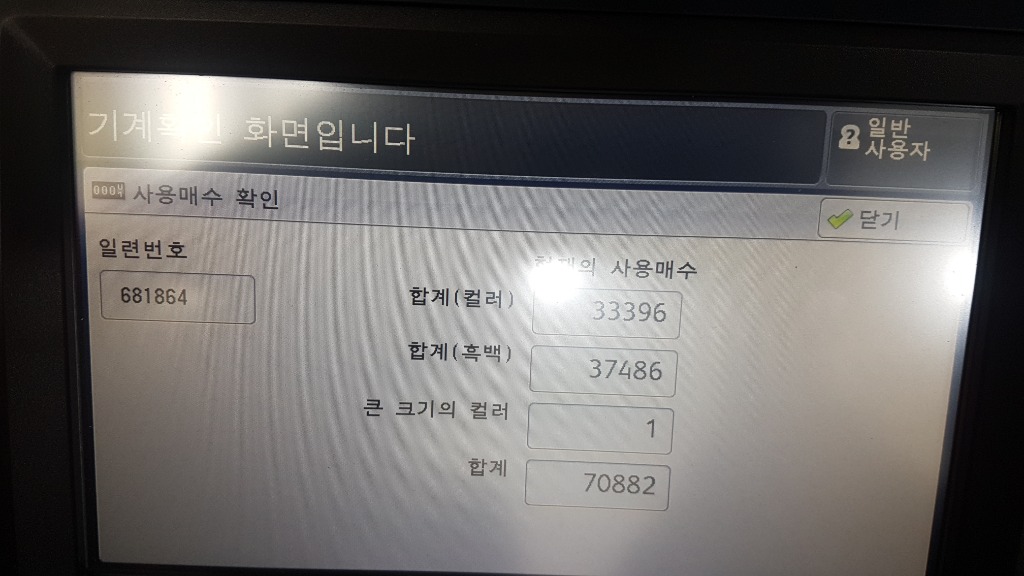 기계확인 화면입니다
일반
사용자
사용매수 확인
닫기
일련번호
681864
사용매수
합계(컬러) 33396
합계(흑백) 37486
큰 크기의 컬러 1
합계 70882